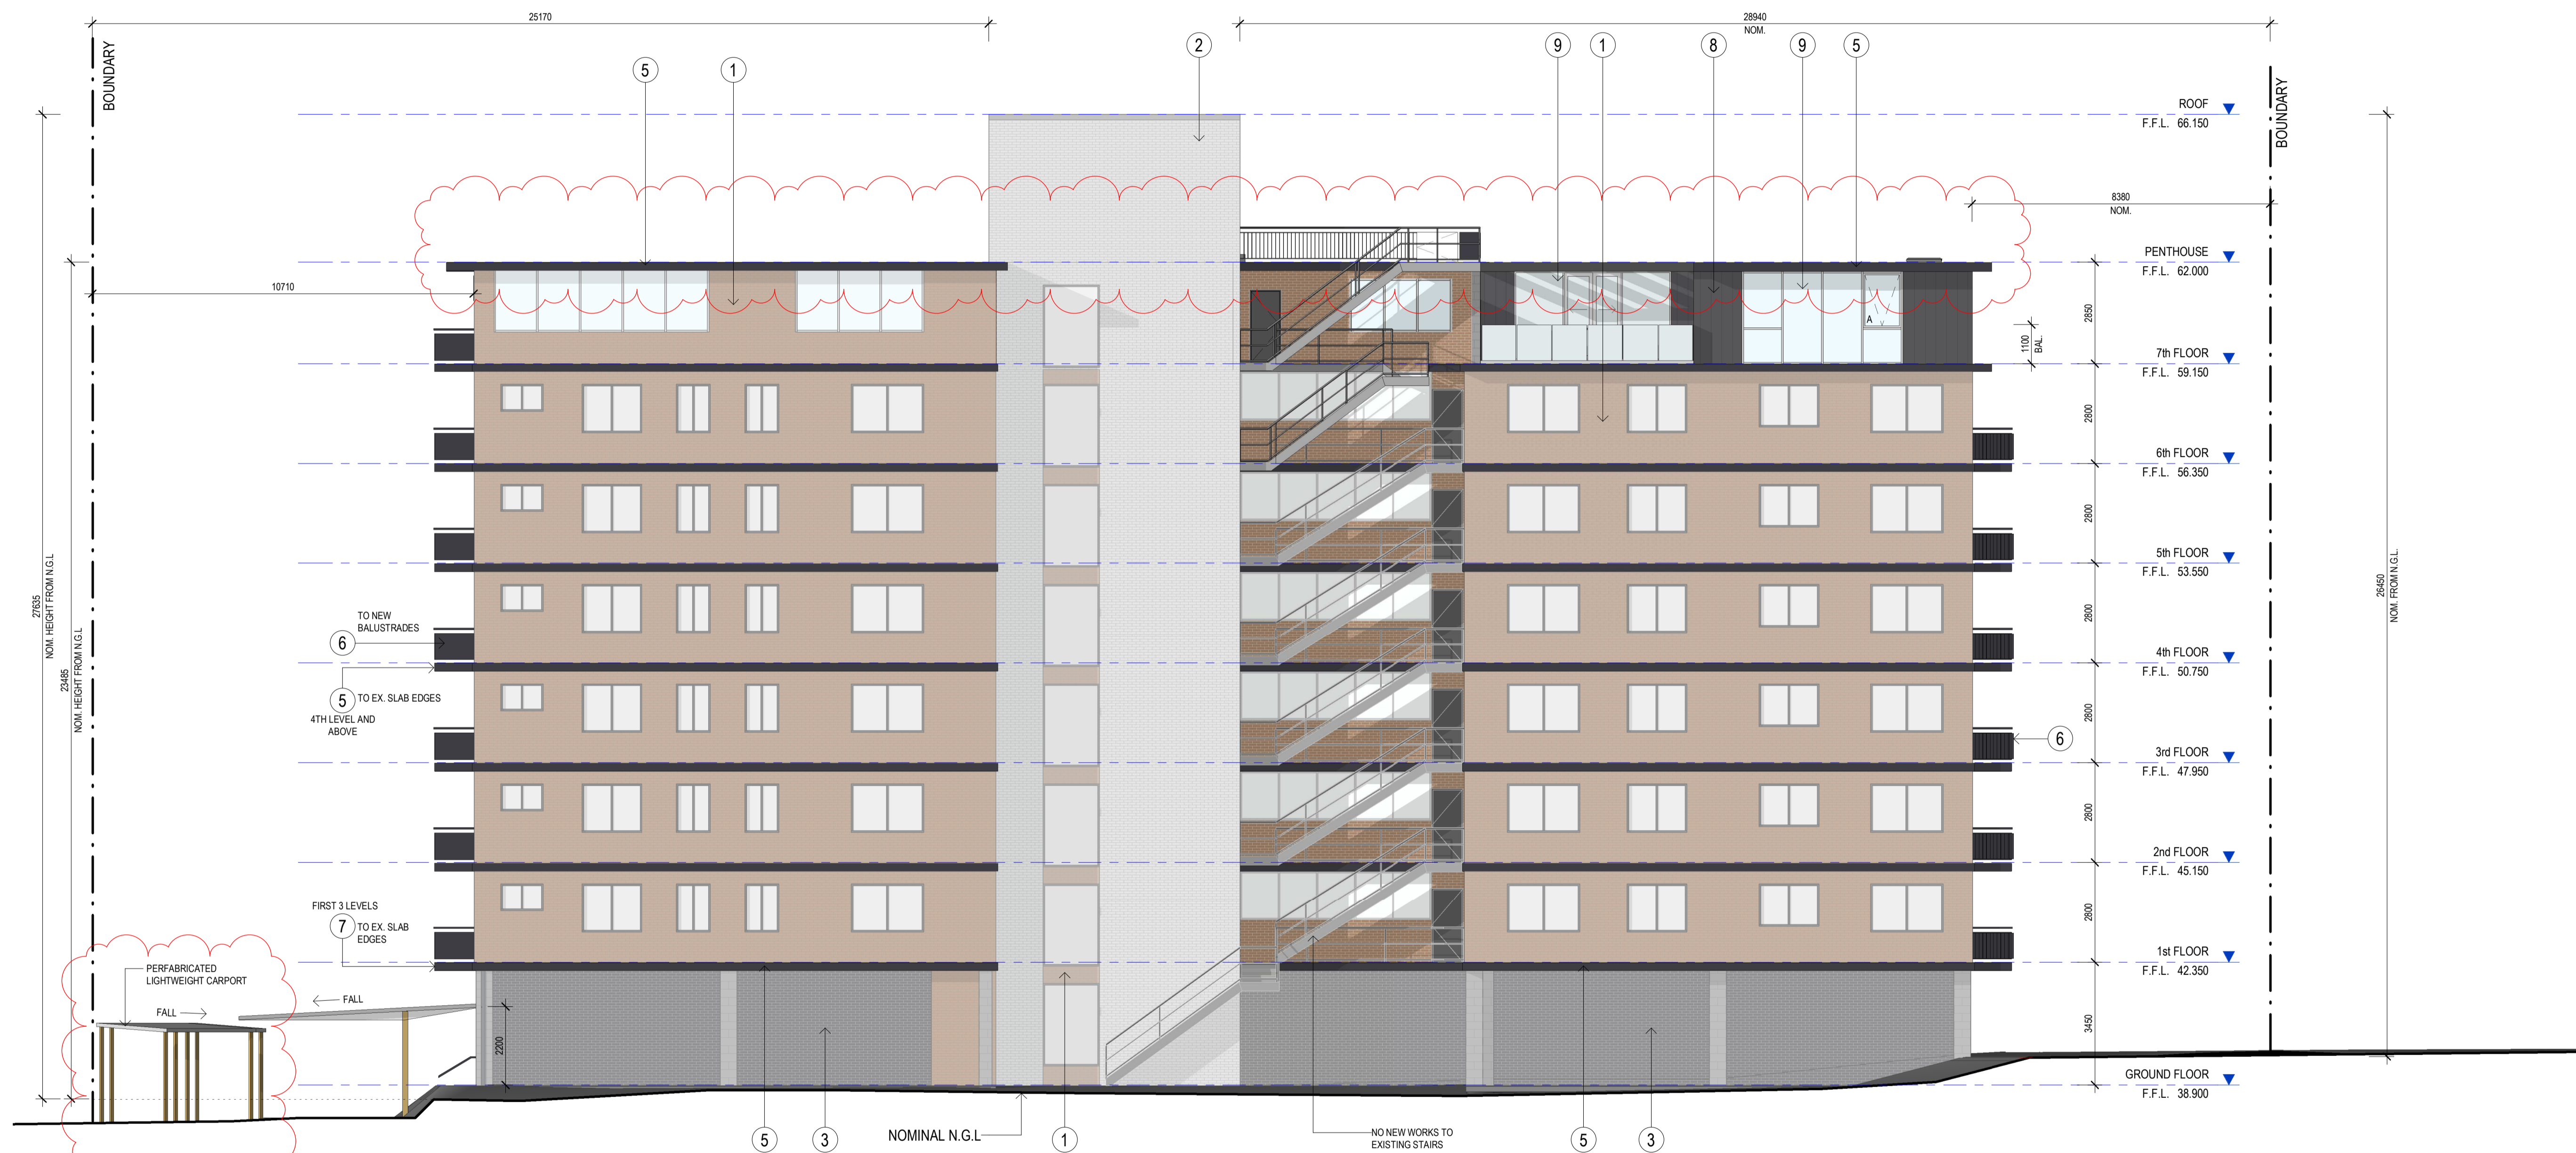 25170
28940
NOM.
BOUNDARY
5
1
2
9
1
8
9
5
BOUNDARY
ROOF
F.F.L. 66.150
8380
NOM.
PENTHOUSE
F.F.L. 62.000
10710
A
2850
1100
BAL.
7th FLOOR
F.F.L. 59.150
2800
6th FLOOR
F.F.L. 56.350
2800
5th FLOOR
F.F.L. 53.550
27635
NOM. HEIGHT FROM N.G.L
23485
NOM. HEIGHT FROM N.G.L
26450
NOM. FROM N.G.L.
TO NEW
BALUSTRADES
6
2800
4th FLOOR
F.F.L. 50.750
5
TO EX. SLAB EDGES
4TH LEVEL AND
ABOVE
2800
6
3rd FLOOR
F.F.L. 47.950
2800
2nd FLOOR
F.F.L. 45.150
FIRST 3 LEVELS
7
TO EX. SLAB
EDGES
2800
1st FLOOR
F.F.L. 42.350
PERFABRICATED
LIGHTWEIGHT CARPORT
FALL
FALL
2200
3450
GROUND FLOOR
F.F.L. 38.900
NOMINAL N.G.L
5
3
1
NO NEW WORKS TO
EXISTING STAIRS
5
3